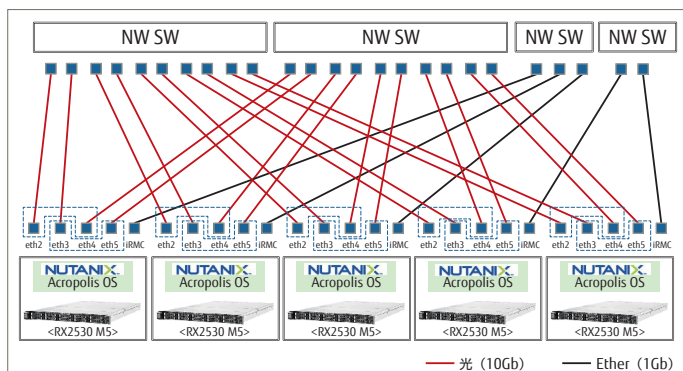 NW SW NW SW NW SW NW SW
eth2 eth3 eth4 eth5 iRMC eth2 eth3 eth4 eth5 iRMC eth2 eth3 eth4 eth5 iRMC eth2 eth3 eth4 eth5 iRMC eth2 eth3 eth4 eth5 iRMC
NUTANIX NUTANIX NUTANIX NUTANIX NUTANIX
Acropolis OS Acropolis OS Acropolis OS Acropolis OS Acropolis OS
<RX2530 M5> <RX2530 M5> <RX2530 M5> <RX2530 M5> <RX2530 M5>
光（10Gb） Ether（1Gb）